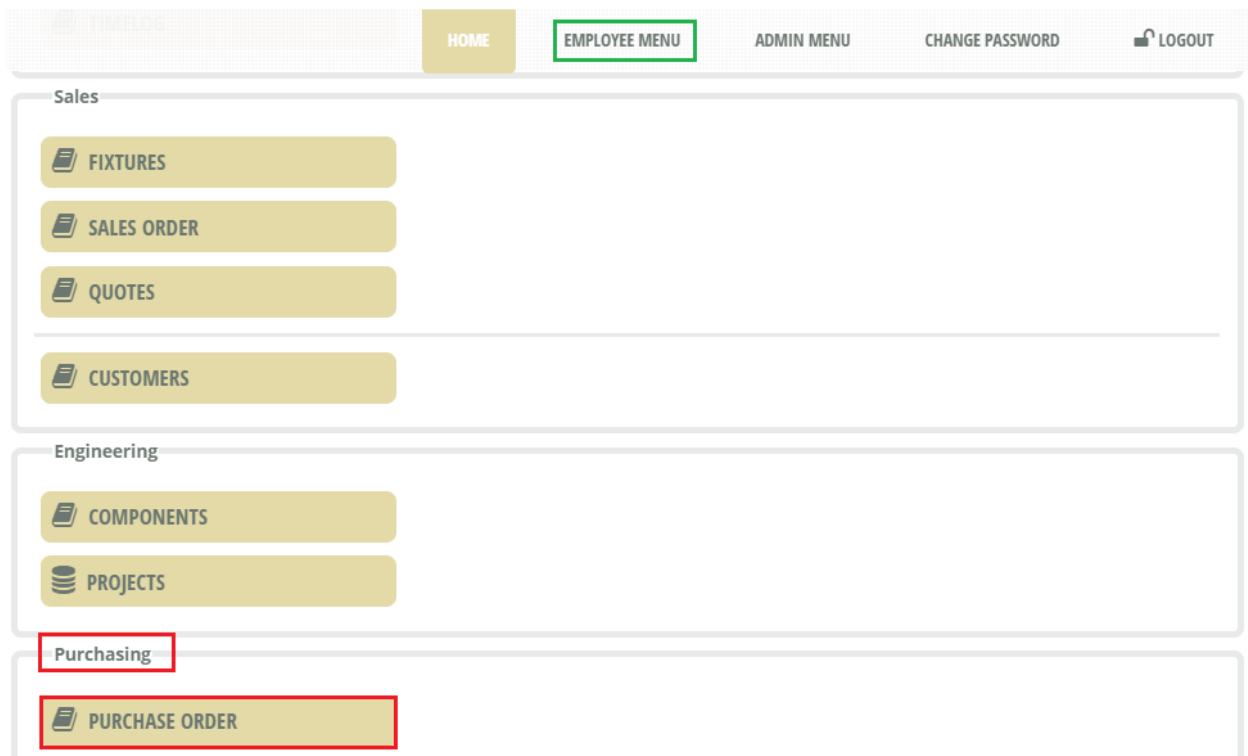 TIMELOG
HOME
EMPLOYEE MENU
ADMIN MENU
CHANGE PASSWORD
LOGOUT
Sales
FIXTURES
SALES ORDER
QUOTES
CUSTOMERS
Engineering
COMPONENTS
PROJECTS
Purchasing
PURCHASE ORDER